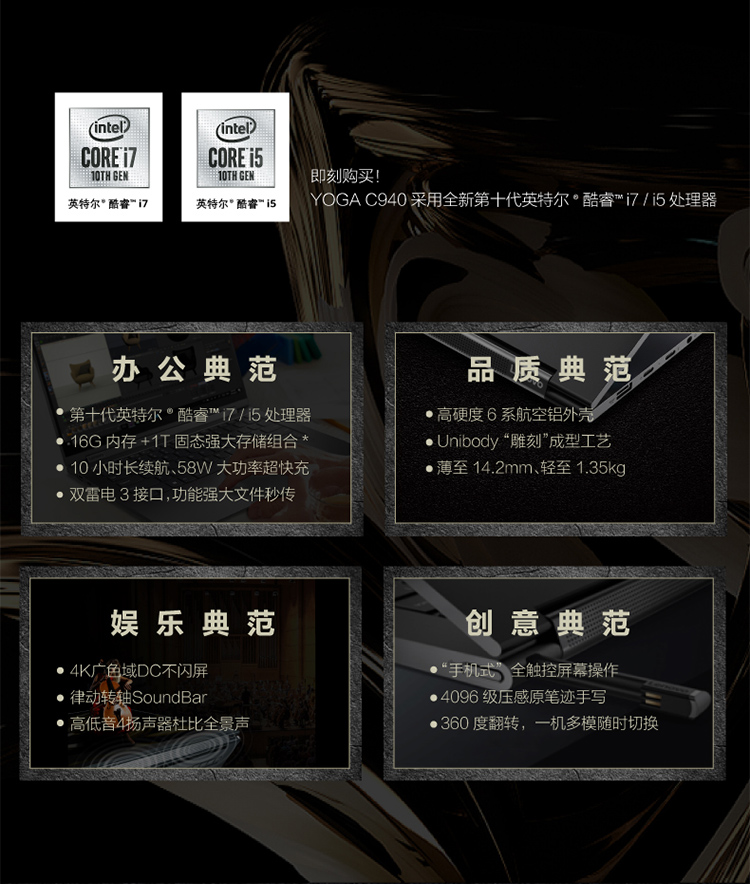 intel
CORE i7
10TH GEN
英特尔® 酷睿™ i7
intel
CORE i5
10TH GEN
英特尔® 酷睿™ i5
即刻购买！
YOGA C940 采用全新第十代英特尔® 酷睿™ i7 / i5 处理器
办公典范
• 第十代英特尔® 酷睿™ i7 / i5 处理器
• 16G 内存 +1T 固态强大存储组合 *
• 10 小时长续航、58W 大功率超快充
• 双雷电 3 接口，功能强大文件秒传
品质典范
• 高硬度 6 系航空铝外壳
• Unibody “雕刻”成型工艺
• 薄至 14.2mm、轻至 1.35kg
娱乐典范
• 4K广色域DC不闪屏
• 律动转轴SoundBar
• 高低音4扬声器杜比全景声
创意典范
• “手机式” 全触控屏幕操作
• 4096 级压感原笔迹手写
• 360 度翻转，一机多模随时切换